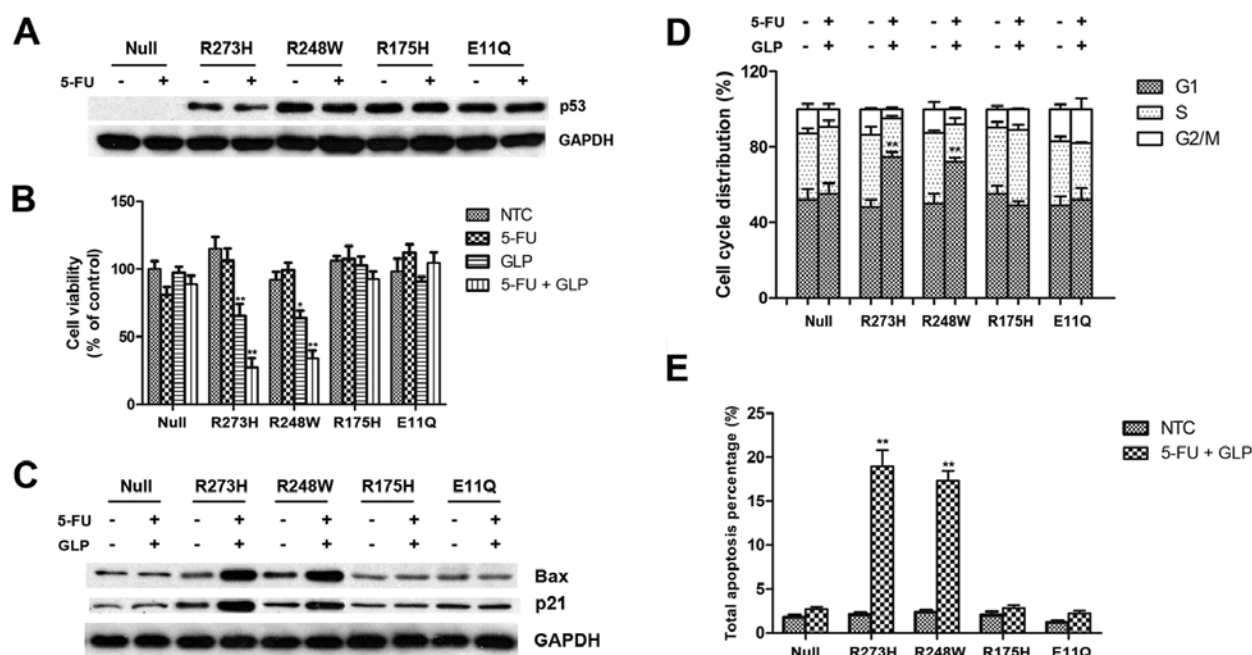 A
Null R273H R248W R175H E11Q
5-FU - + - + - + - + - +
p53
GAPDH
B
Cell viability
(% of control)
150
100
50
0
** ** * **
Null R273H R248W R175H E11Q
NTC
5-FU
GLP
5-FU + GLP
C
Null R273H R248W R175H E11Q
5-FU - + - + - + - + - +
GLP - + - + - + - + - +
Bax
p21
GAPDH
D
5-FU - + - + - + - + - +
GLP - + - + - + - + - +
Cell cycle distribution (%)
120
80
40
0
** **
Null R273H R248W R175H E11Q
G1
S
G2/M
E
Total apoptosis percentage (%)
25
20
15
10
5
0
** **
Null R273H R248W R175H E11Q
NTC
5-FU + GLP